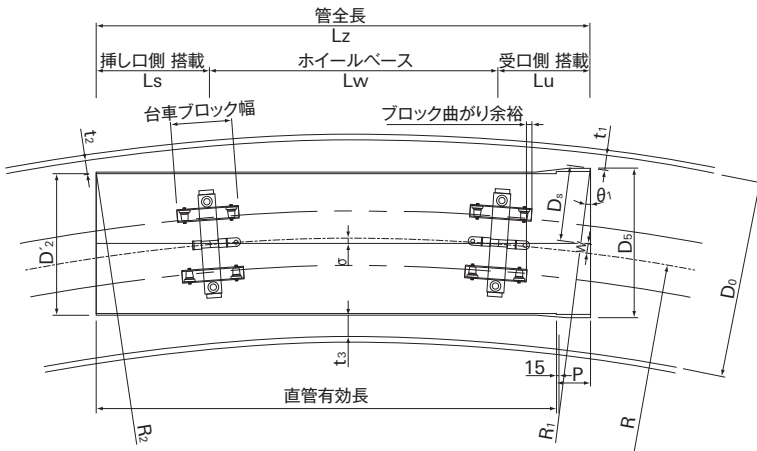 管全長
Lz
挿し口側 搭載
ホイールベース
受口側 搭載
Ls
Lw
Lu
台車ブロック幅
ブロック曲がり余裕
t2
t1
θ1
Ds
D'2
W
D5
σ
D0
t3
15
P
直管有効長
R2
R1
R